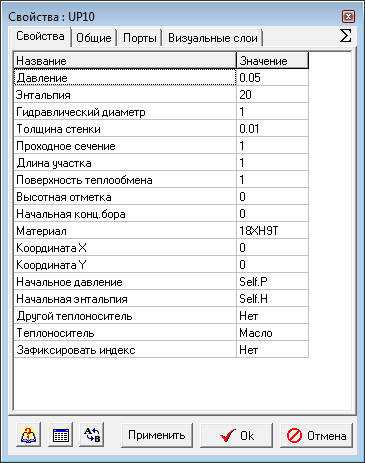 Свойства : UP10
Свойства Общие Порты Визуальные слои Σ
Название Значение
Давление 0.05
Энтальпия 20
Гидравлический диаметр 1
Толщина стенки 0.01
Проходное сечение 1
Длина участка 1
Поверхность теплообмена 1
Высотная отметка 0
Начальная конц.бора 0
Материал 18ХН9Т
Координата X 0
Координата Y 0
Начальное давление Self.P
Начальная энтальпия Self.H
Другой теплоноситель Нет
Теплоноситель Масло
Зафиксировать индекс Нет
A B Применить Ok Отмена